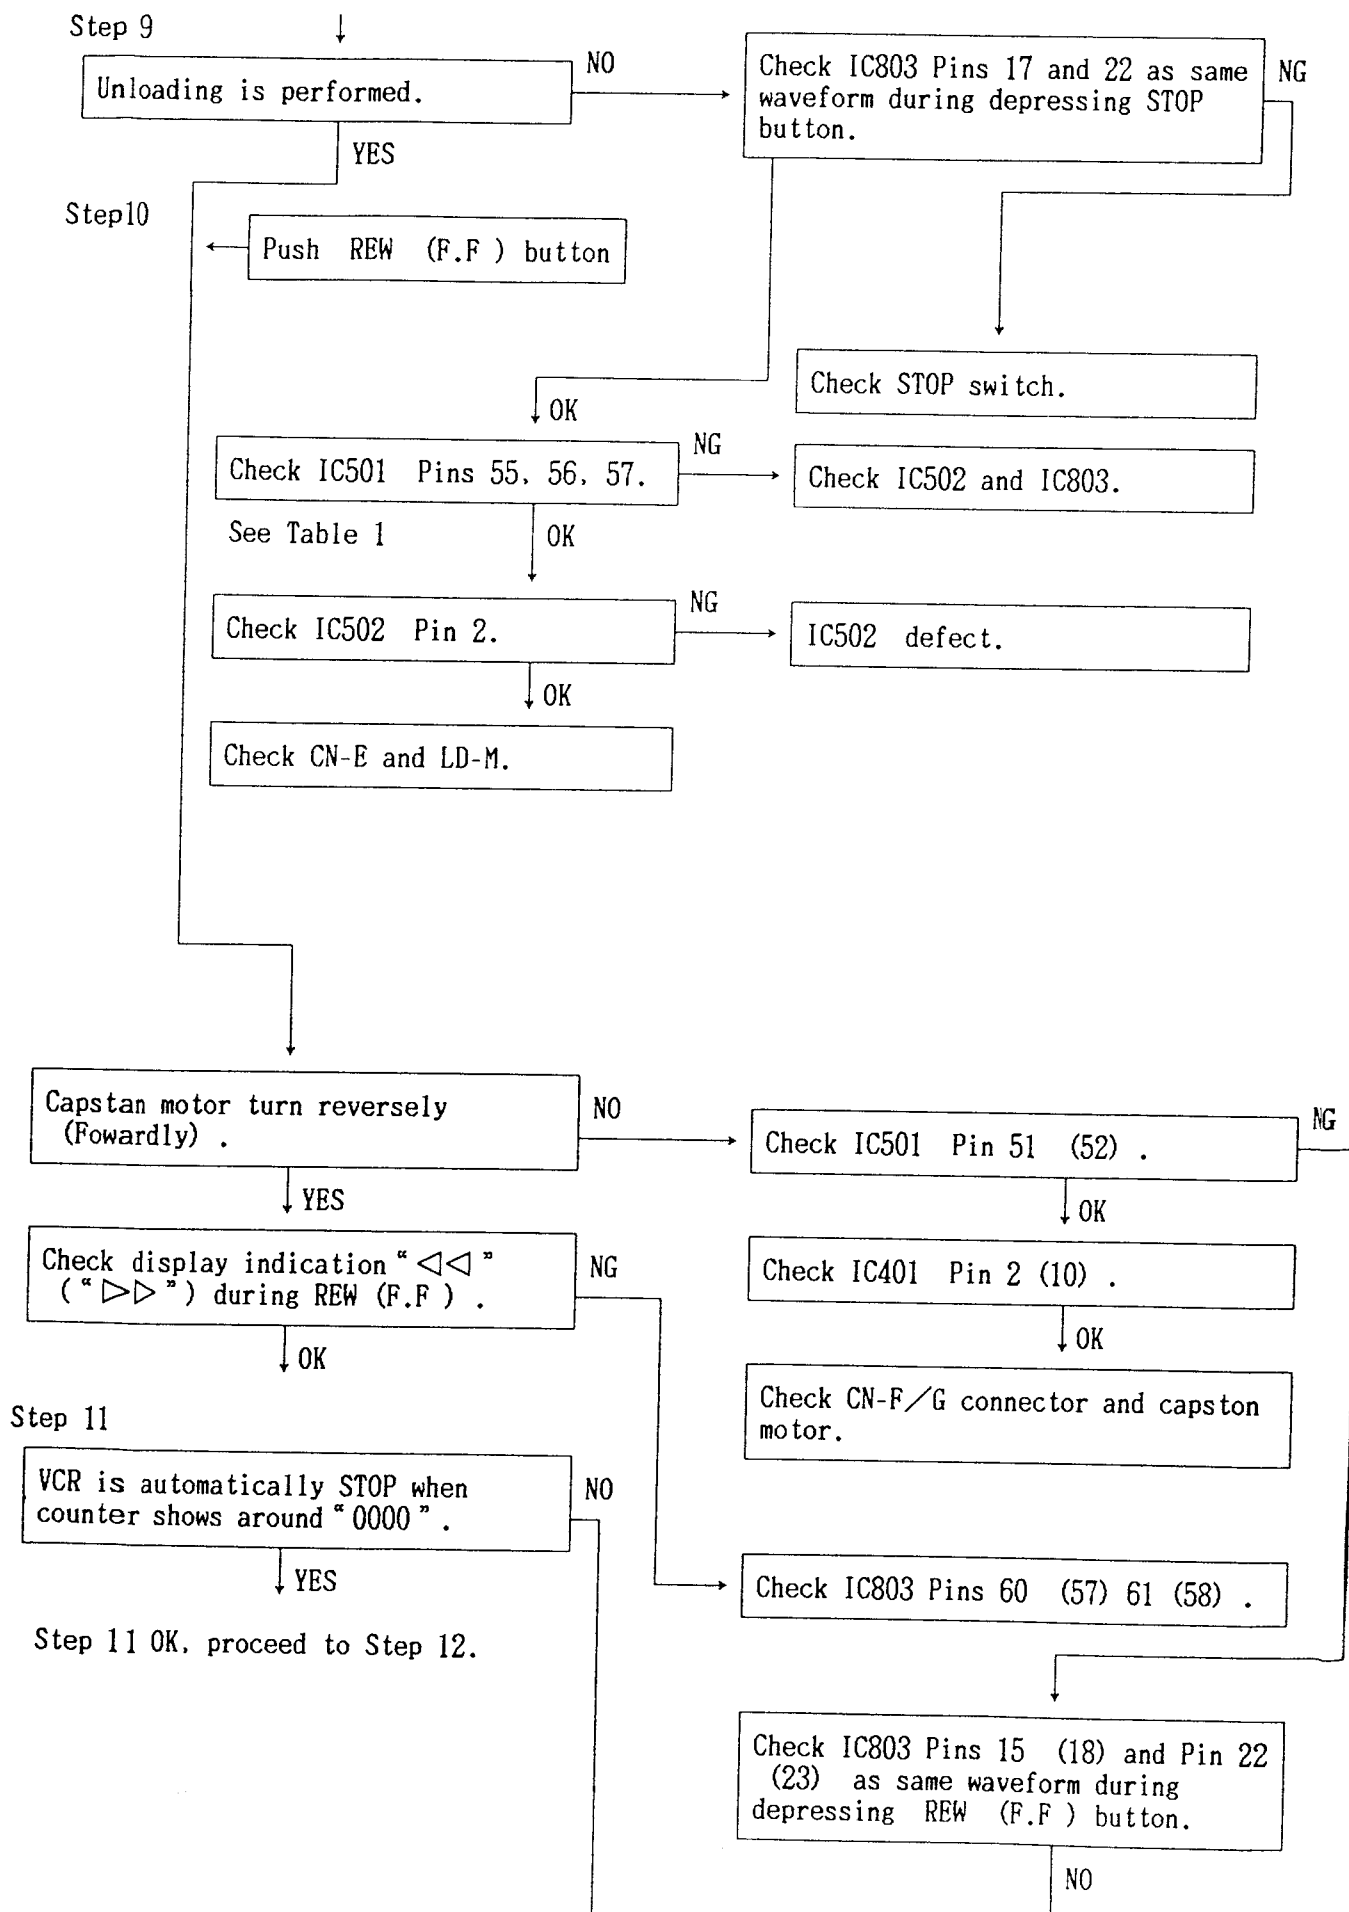 Step 9
Unloading is performed.
NO
Check IC803 Pins 17 and 22 as same
waveform during depressing STOP
button.
NG
YES
Step10
Push REW (F.F ) button
Check STOP switch.
OK
Check IC501 Pins 55, 56, 57.
NG
Check IC502 and IC803.
See Table 1
OK
Check IC502 Pin 2.
NG
IC502 defect.
OK
Check CN-E and LD-M.
Capstan motor turn reversely
(Fowardly) .
NO
Check IC501 Pin 51 (52) .
NG
YES
OK
Check display indication “ ◁◁ ”
( “ ▷▷ ” ) during REW (F.F ) .
NG
Check IC401 Pin 2 (10) .
OK
OK
Check CN-F/G connector and capston
motor.
Step 11
VCR is automatically STOP when
counter shows around “ 0000 ” .
NO
YES
Check IC803 Pins 60 (57) 61 (58) .
Step 11 OK, proceed to Step 12.
Check IC803 Pins 15 (18) and Pin 22
(23) as same waveform during
depressing REW (F.F ) button.
NO